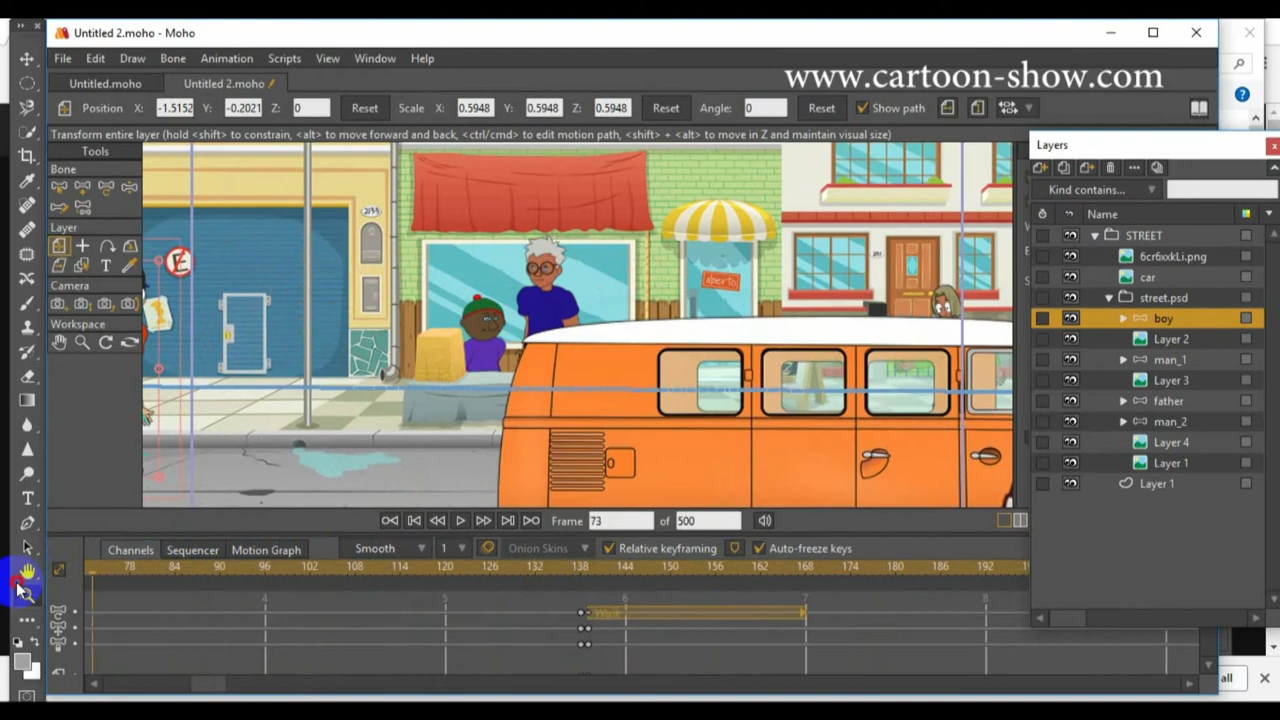 Untitled 2.moho - Moho
File Edit Draw Bone Animation Scripts View Window Help
www.cartoon-show.com
Untitled.moho Untitled 2.moho
Position X: -1.5152 Y: -0.2021 Z: 0 Reset Scale X: 0.5948 Y: 0.5948 Z: 0.5948 Reset Angle: 0 Reset Show path
Transform entire layer (hold <shift> to constrain, <alt> to move forward and back, <ctrl/cmd> to edit motion path, <shift> + <alt> to move in Z and maintain visual size)
Tools
Bone
Layer
Camera
Workspace
2133
E
aberto
Layers
Kind contains...
Name
STREET
6cr6xxkLi.png
car
street.psd
boy
Layer 2
man_1
Layer 3
father
man_2
Layer 4
Layer 1
Layer 1
Frame 73 of 500
Channels Sequencer Motion Graph Smooth 1 Onion Skins Relative keyframing Auto-freeze keys
78 84 90 96 102 108 114 120 126 132 138 144 150 156 162 168 174 180 186 192
4 5 6 7 8
all